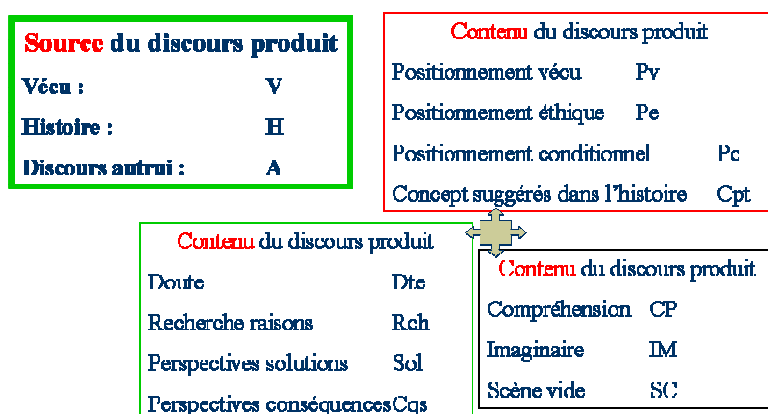 Source du discours produit
Vécu : V
Histoire : H
Discours autrui : A
Contenu du discours produit
Positionnement vécu Pv
Positionnement éthique Pe
Positionnement conditionnel Pc
Concept suggérés dans l'histoire Cpt
Contenu du discours produit
Doute Dte
Recherche raisons Rch
Perspectives solutions Sol
Perspectives conséquences Cqs
Contenu du discours produit
Compréhension CP
Imaginaire IM
Scène vide SC